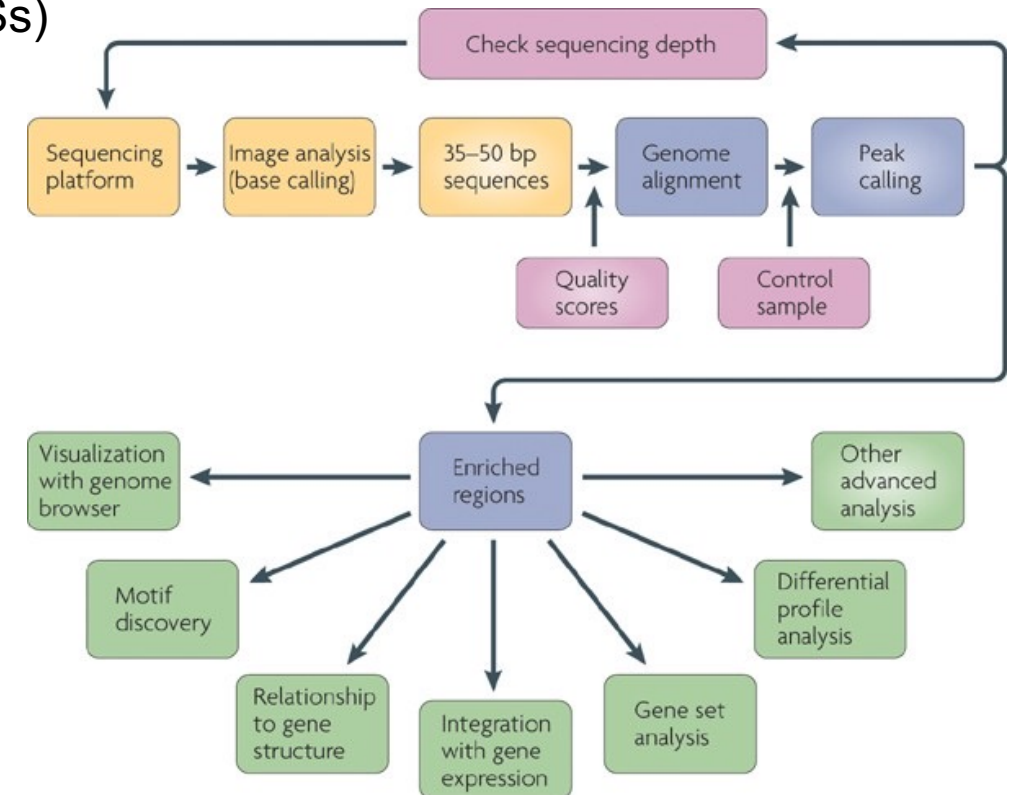 Ss)
Check sequencing depth
Sequencing
platform
Image analysis
(base calling)
35–50 bp
sequences
Genome
alignment
Peak
calling
Quality
scores
Control
sample
Visualization
with genome
browser
Enriched
regions
Other
advanced
analysis
Motif
discovery
Differential
profile
analysis
Relationship
to gene
structure
Integration
with gene
expression
Gene set
analysis